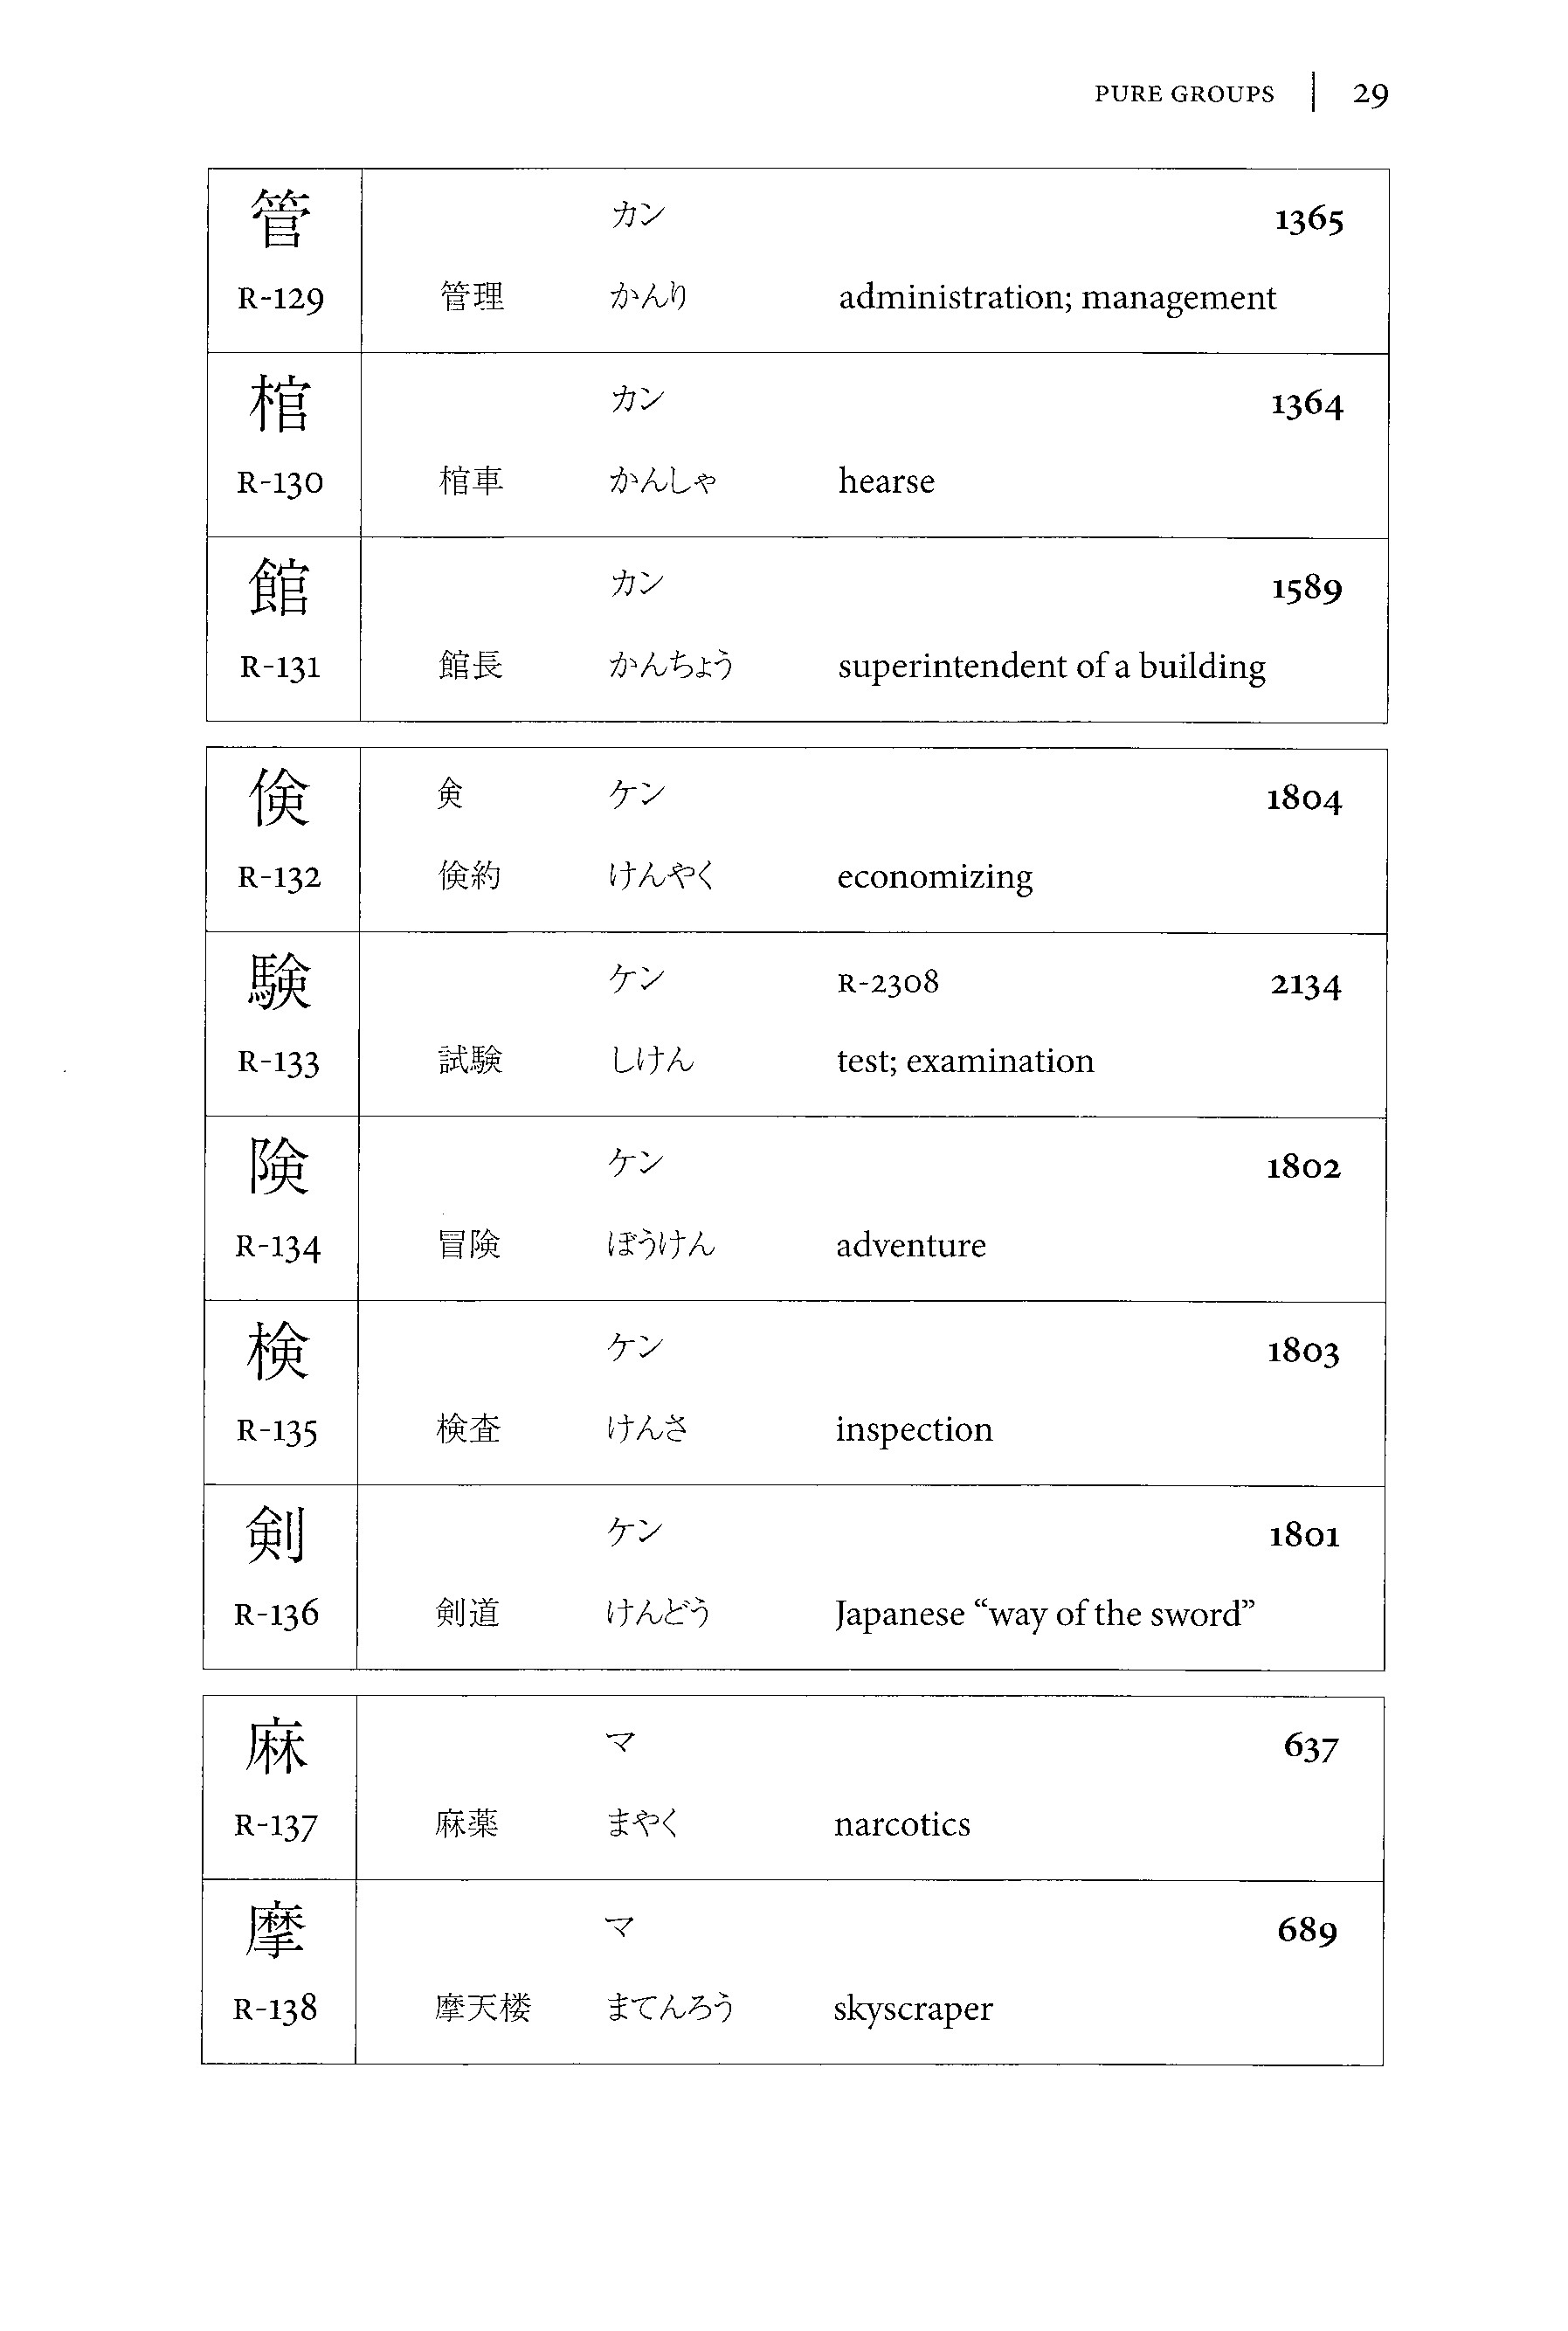 PURE GROUPS | 29
管 カン 1365
R-129 管理 かんり administration; management
棺 カン 1364
R-130 棺車 かんしゃ hearse
館 カン 1589
R-131 館長 かんちょう superintendent of a building
倹 㑒 ケン 1804
R-132 倹約 けんやく economizing
験 ケン R-2308 2134
R-133 試験 しけん test; examination
険 ケン 1802
R-134 冒険 ぼうけん adventure
検 ケン 1803
R-135 検査 けんさ inspection
剣 ケン 1801
R-136 剣道 けんどう Japanese “way of the sword”
麻 マ 637
R-137 麻薬 まやく narcotics
摩 マ 689
R-138 摩天楼 まてんろう skyscraper